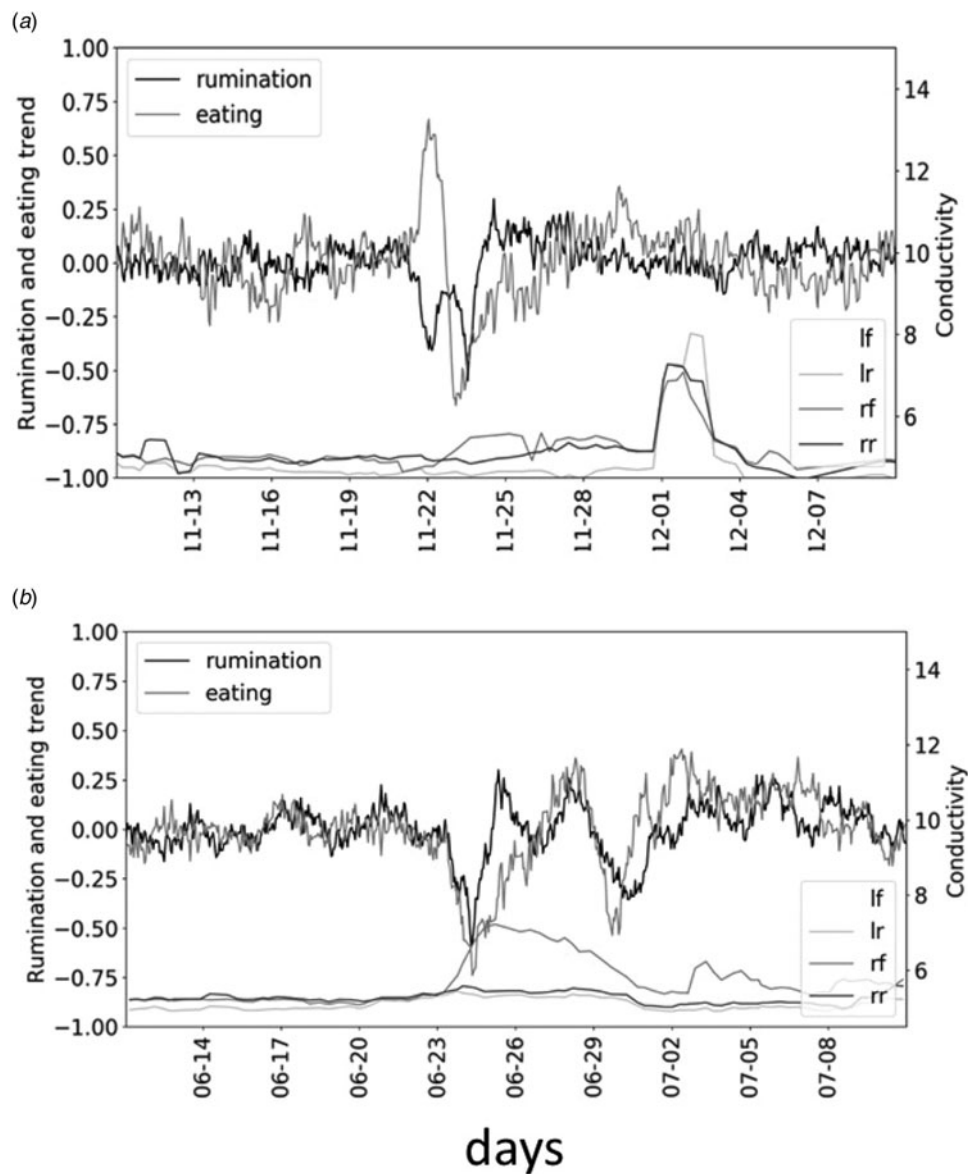 (a)
Rumination and eating trend
1.00
0.75
0.50
0.25
0.00
−0.25
−0.50
−0.75
−1.00
rumination
eating
14
12
10
8
6
Conductivity
lf
lr
rf
rr
11-13
11-16
11-19
11-22
11-25
11-28
12-01
12-04
12-07
(b)
Rumination and eating trend
1.00
0.75
0.50
0.25
0.00
−0.25
−0.50
−0.75
−1.00
rumination
eating
14
12
10
8
6
Conductivity
lf
lr
rf
rr
06-14
06-17
06-20
06-23
06-26
06-29
07-02
07-05
07-08
days